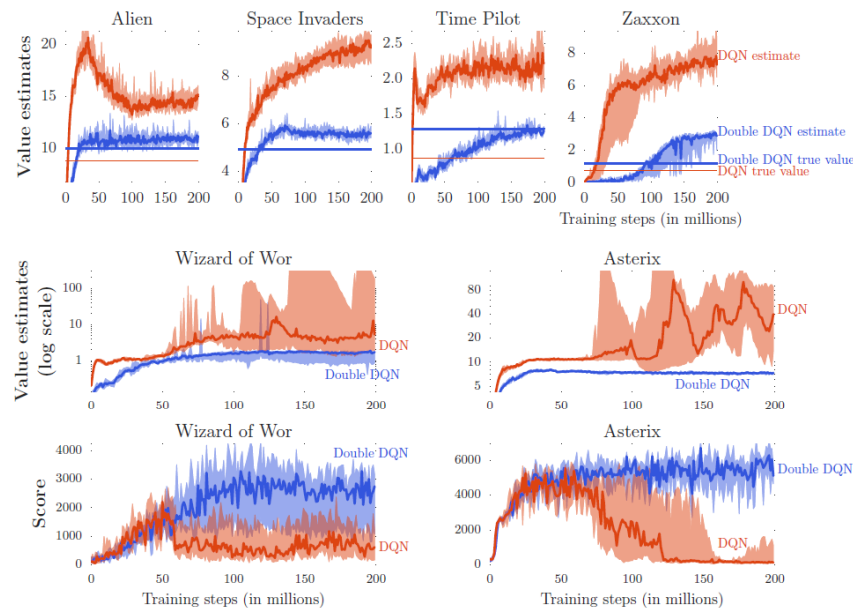 Alien
Space Invaders
Time Pilot
Zaxxon
Value estimates
20
15
10
0 50 100 150 200
8
6
4
0 50 100 150 200
2.5
2.0
1.5
1.0
0 50 100 150 200
8
6
4
2
0
0 50 100 150 200
DQN estimate
Double DQN estimate
Double DQN true value
DQN true value
Training steps (in millions)
Wizard of Wor
Asterix
Value estimates
(log scale)
100
10
1
0 50 100 150 200
DQN
Double DQN
80
40
20
10
5
0 50 100 150 200
DQN
Double DQN
Wizard of Wor
Asterix
Score
4000
3000
2000
1000
0
0 50 100 150 200
Double DQN
DQN
Training steps (in millions)
6000
4000
2000
0
0 50 100 150 200
Double DQN
DQN
Training steps (in millions)